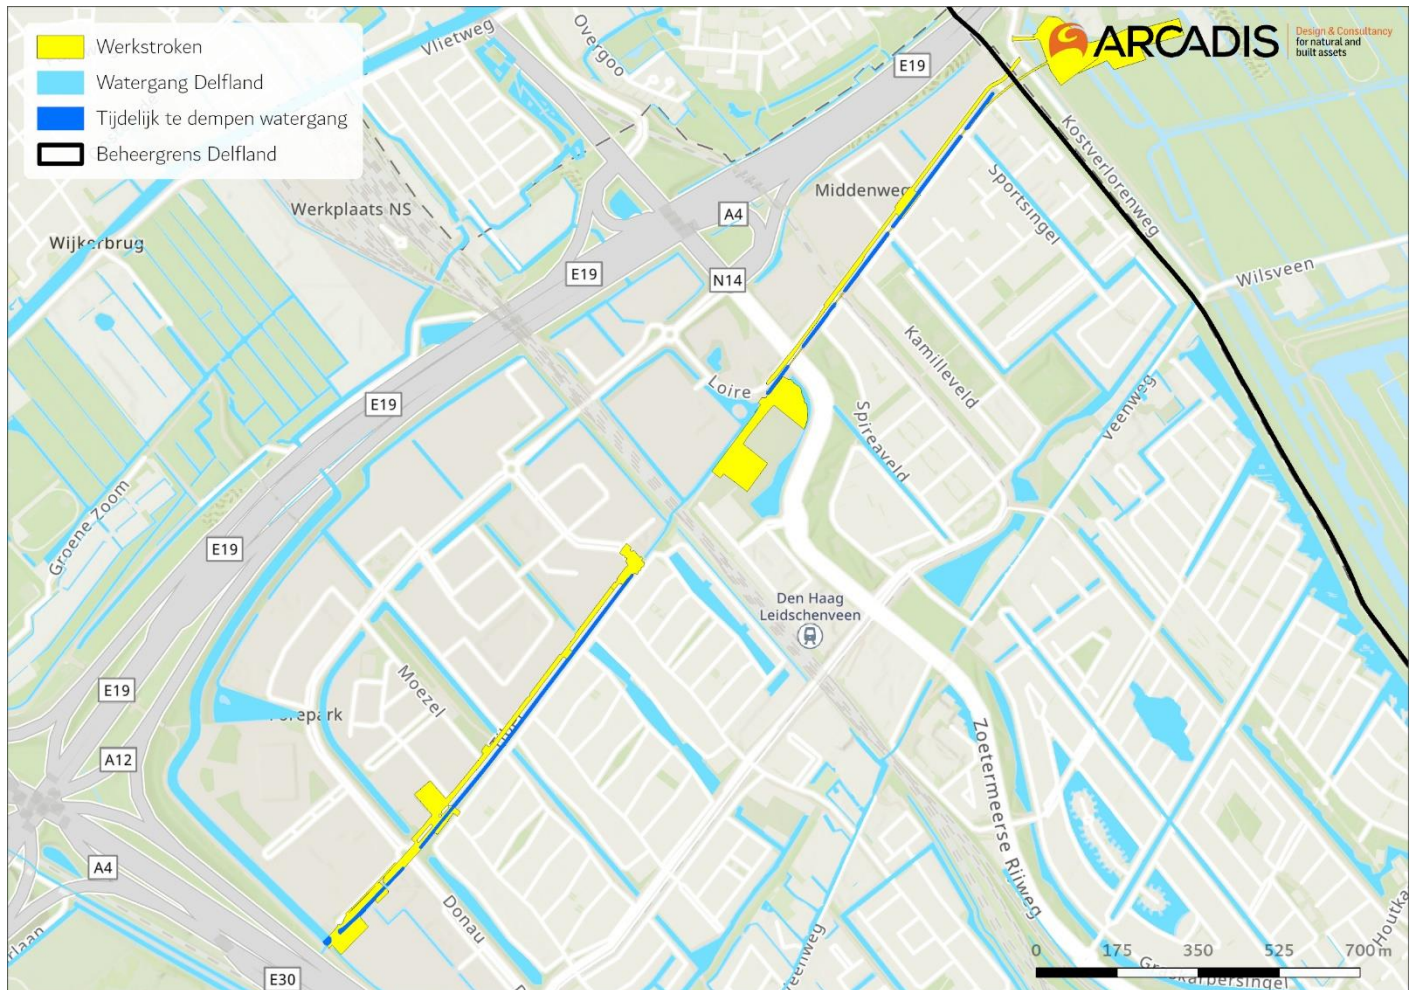 Werkstroken
Watergang Delfland
Tijdelijk te dempen watergang
Beheergrens Delfland
ARCADIS
Design & Consultancy
for natural and
built assets
Vlietweg
Overgoo
E19
Kostverlorenweg
Sportsingel
Middenweg
Werkplaats NS
A4
Wijkerbrug
E19
N14
Wilsveen
Kamilleveld
Loire
E19
Spireaveld
Veenweg
Groene Zoom
E19
Den Haag
Leidschenveen
Moezel
E19
Forepark
A12
Zoetermeerse Rijweg
A4
Donau
E30
0 175 350 525 700 m